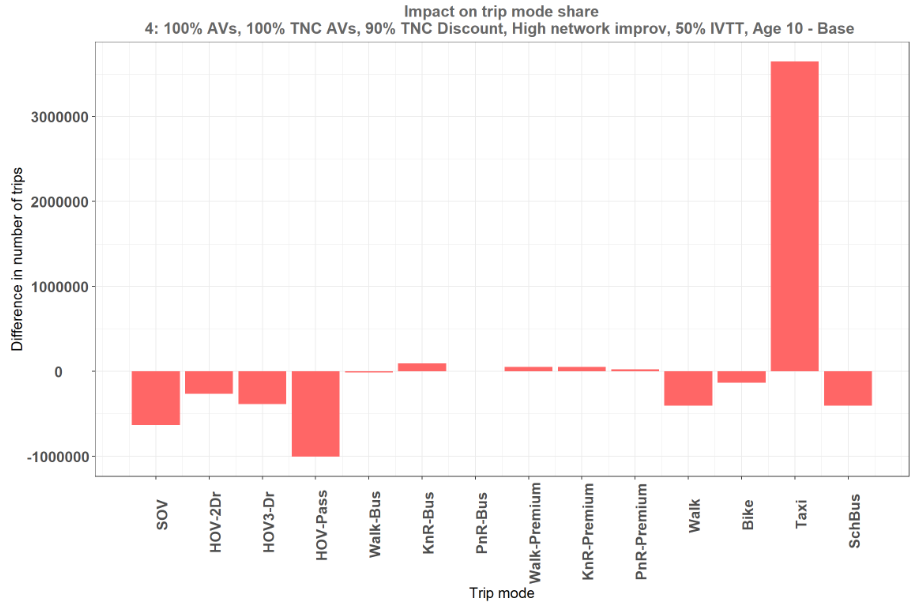 Impact on trip mode share
4: 100% AVs, 100% TNC AVs, 90% TNC Discount, High network improv, 50% IVTT, Age 10 - Base
Difference in number of trips
3000000
2000000
1000000
0
-1000000
SOV
HOV-2Dr
HOV3-Dr
HOV-Pass
Walk-Bus
KnR-Bus
PnR-Bus
Walk-Premium
KnR-Premium
PnR-Premium
Walk
Bike
Taxi
SchBus
Trip mode